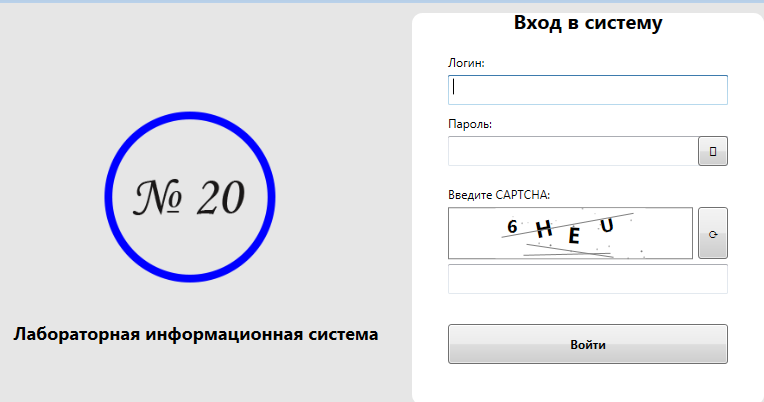 № 20
Лабораторная информационная система
Вход в систему
Логин:
Пароль:
Введите CAPTCHA:
6 H E U
Войти